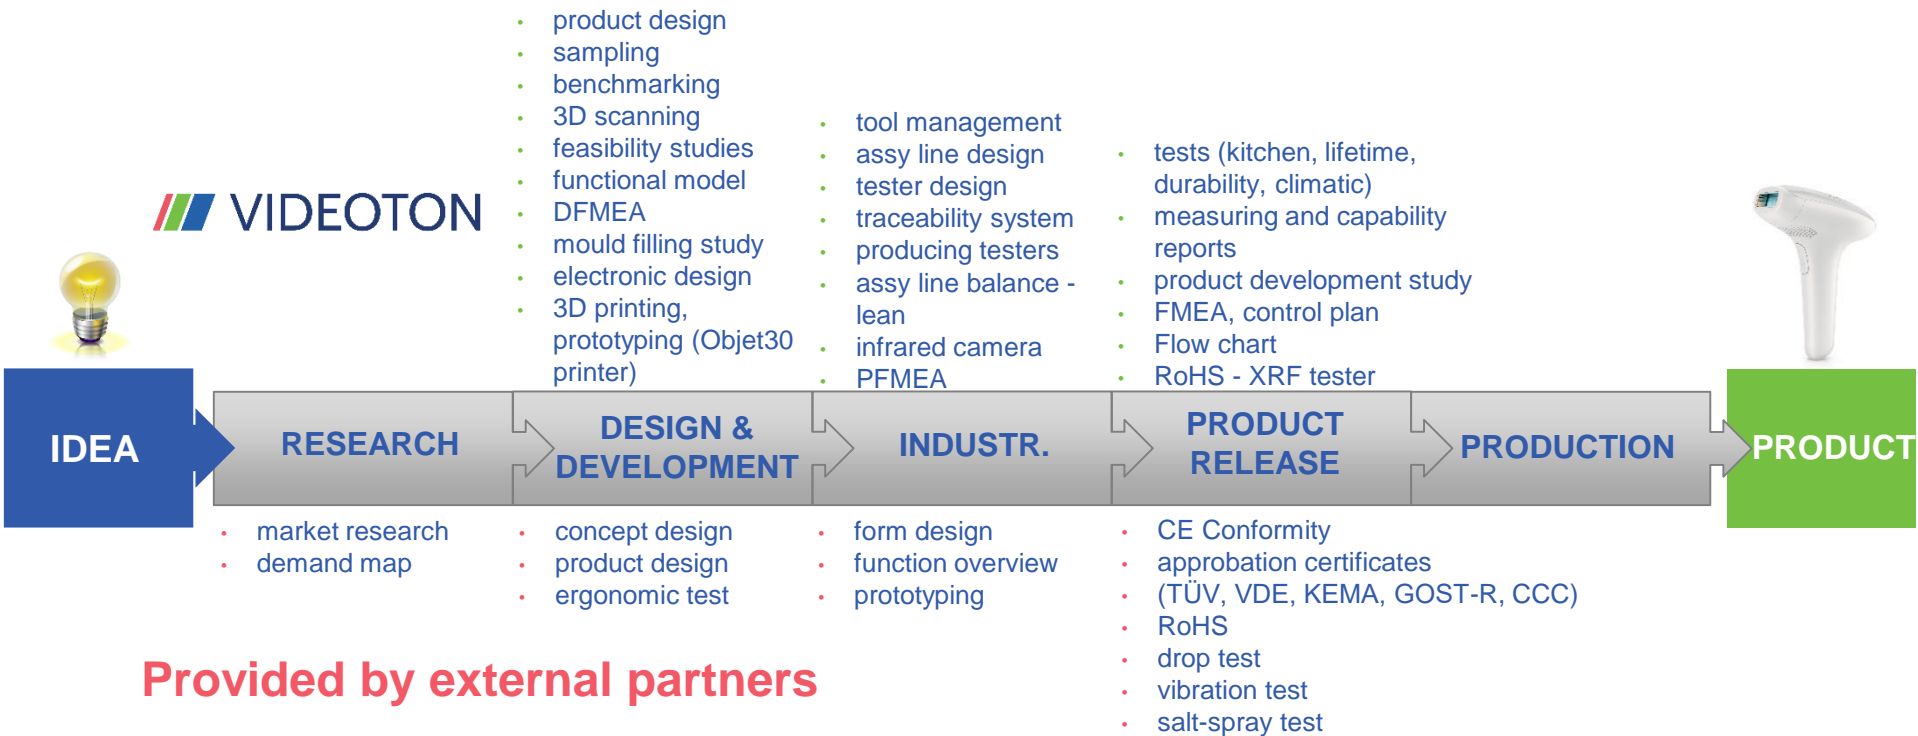 product design
sampling
benchmarking
3D scanning
feasibility studies
functional model
DFMEA
mould filling study
electronic design
3D printing,
prototyping (Objet30
printer)
tool management
assy line design
tester design
traceability system
producing testers
assy line balance -
lean
infrared camera
PFMEA
tests (kitchen, lifetime,
durability, climatic)
measuring and capability
reports
product development study
FMEA, control plan
Flow chart
RoHS - XRF tester
VIDEOTON
IDEA
RESEARCH
DESIGN &
DEVELOPMENT
INDUSTR.
PRODUCT
RELEASE
PRODUCTION
PRODUCT
market research
demand map
concept design
product design
ergonomic test
form design
function overview
prototyping
CE Conformity
approbation certificates
(TÜV, VDE, KEMA, GOST-R, CCC)
RoHS
drop test
vibration test
salt-spray test
Provided by external partners